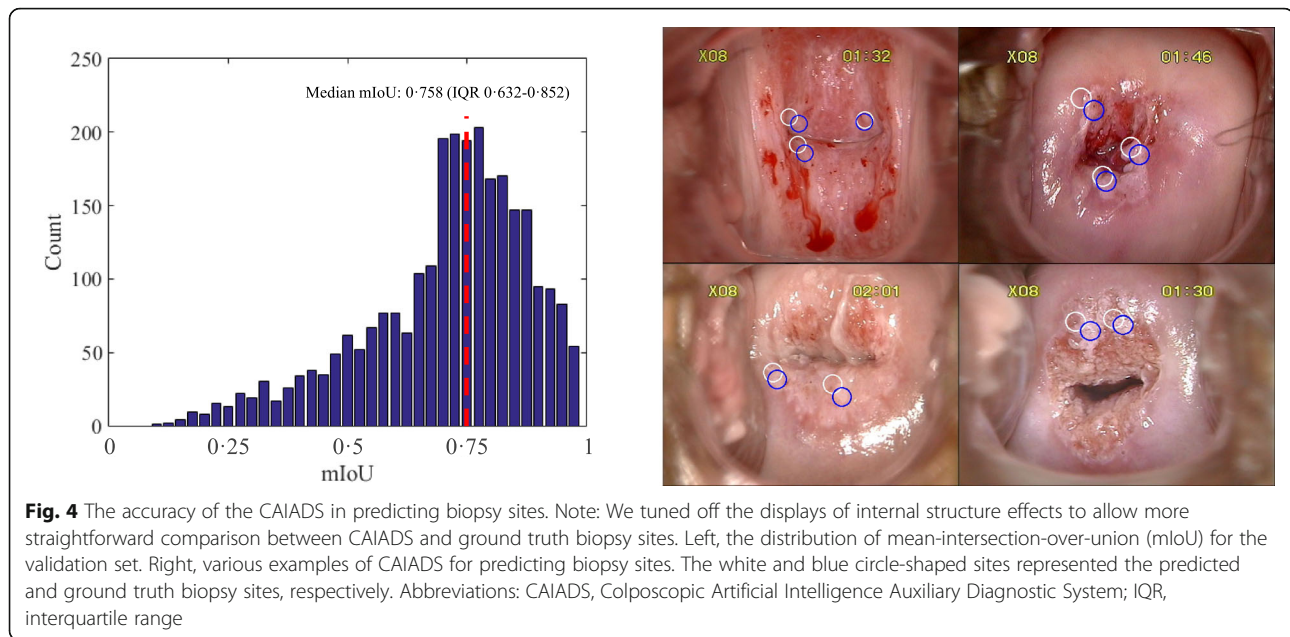 250
200
150
100
50
0
Count
Median mIoU: 0·758 (IQR 0·632-0·852)
0
0·25
0·5
0·75
1
mIoU
X08 01:32
X08 01:46
X08 02:01
X08 01:30
Fig. 4 The accuracy of the CAIADS in predicting biopsy sites. Note: We tuned off the displays of internal structure effects to allow more
straightforward comparison between CAIADS and ground truth biopsy sites. Left, the distribution of mean-intersection-over-union (mIoU) for the
validation set. Right, various examples of CAIADS for predicting biopsy sites. The white and blue circle-shaped sites represented the predicted
and ground truth biopsy sites, respectively. Abbreviations: CAIADS, Colposcopic Artificial Intelligence Auxiliary Diagnostic System; IQR,
interquartile range